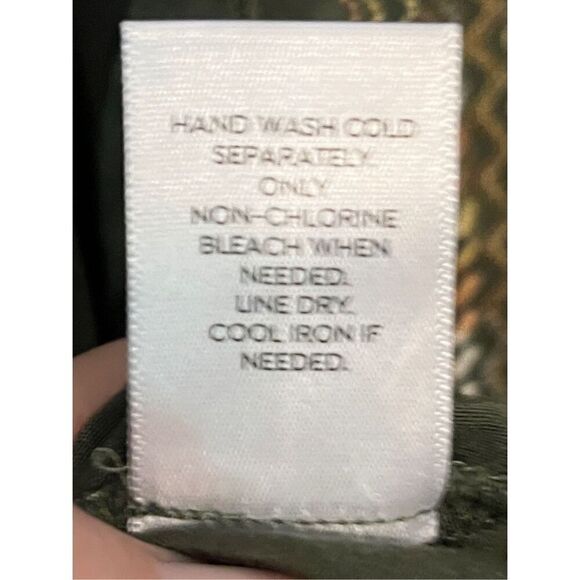 HAND WASH COLD
SEPARATELY.
ONLY
NON-CHLORINE
BLEACH WHEN
NEEDED.
LINE DRY.
COOL IRON IF
NEEDED.